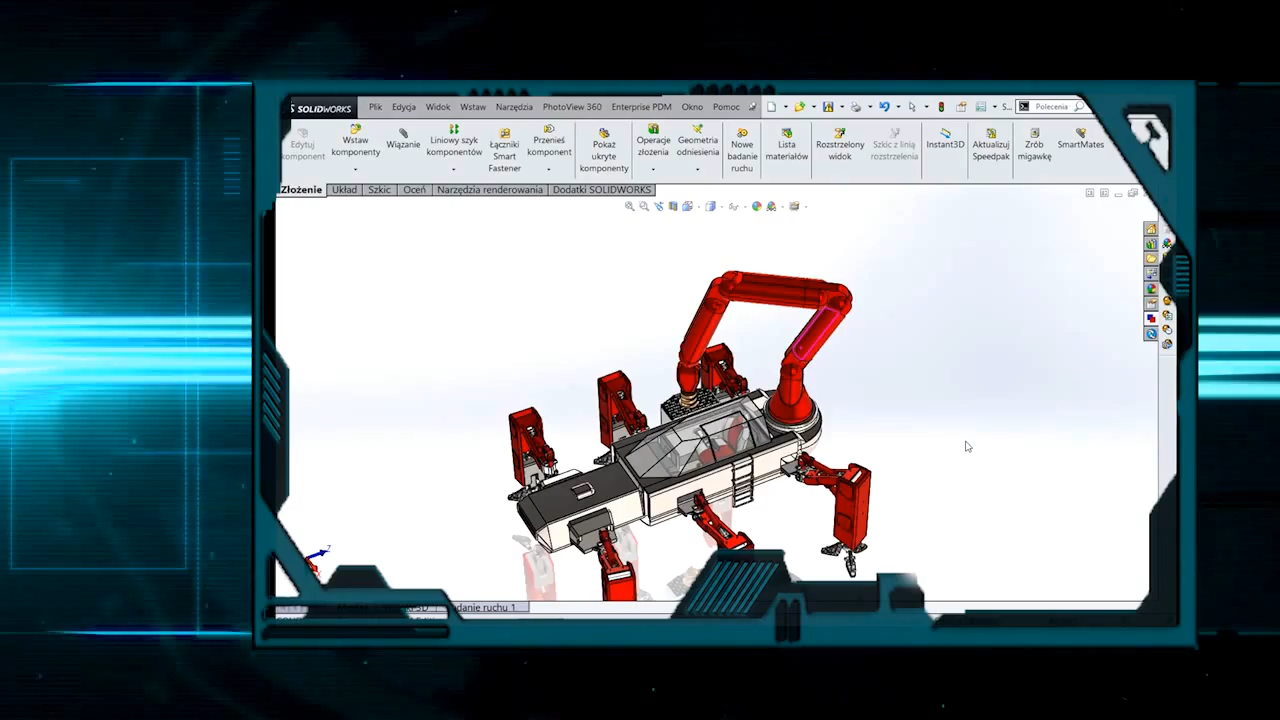 SOLIDWORKS Plik Edycja Widok Wstaw Narzędzia PhotoView 360 Enterprise PDM Okno Pomoc S... Polecenia
Edytuj komponent
Wstaw komponenty
Wiązanie
Liniowy szyk komponentów
Łączniki Smart Fastener
Przenieś komponent
Pokaż ukryte komponenty
Operacje złożenia
Geometria odniesienia
Nowe badanie ruchu
Lista materiałów
Rozstrzelony widok
Szkic z linią rozstrzelenia
Instant3D
Aktualizuj Speedpak
Zrób migawkę
SmartMates
Złożenie Układ Szkic Oceń Narzędzia renderowania Dodatki SOLIDWORKS
Z
ruchu 1